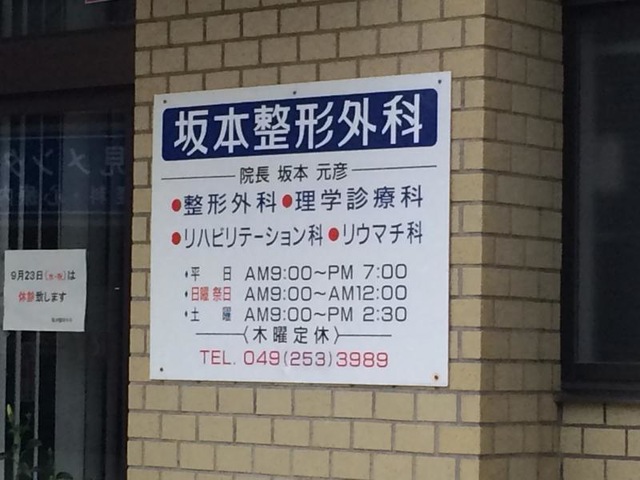 坂本整形外科
院長 坂本 元彦
●整形外科●理学診療科
●リハビリテーション科●リウマチ科
・平 日 AM9:00〜PM 7:00
・日曜祭日 AM9:00〜AM12:00
・土 曜 AM9:00〜PM 2:30
〈木曜定休〉
TEL. 049(253)3989
9月23日(水・祝)は
休診致します